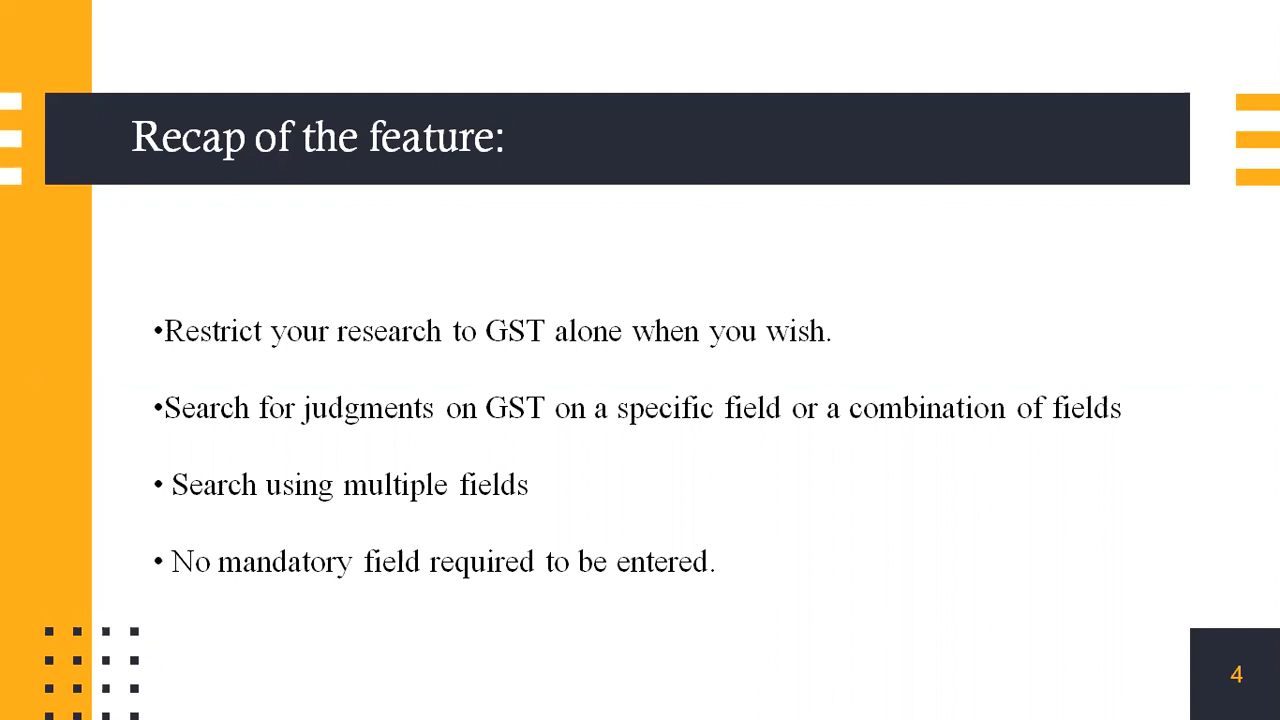 Recap of the feature:
•Restrict your research to GST alone when you wish.
•Search for judgments on GST on a specific field or a combination of fields
• Search using multiple fields
• No mandatory field required to be entered.
4